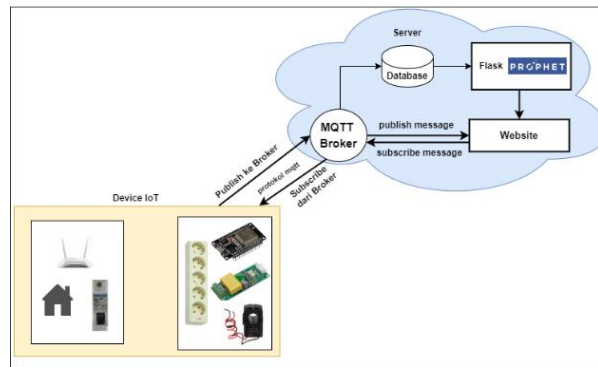 Server
Database
Flask PROPHET
MQTT
Broker
publish message
subscribe message
Website
Publish ke Broker
protokol mqtt
Subscribe
dari Broker
Device IoT